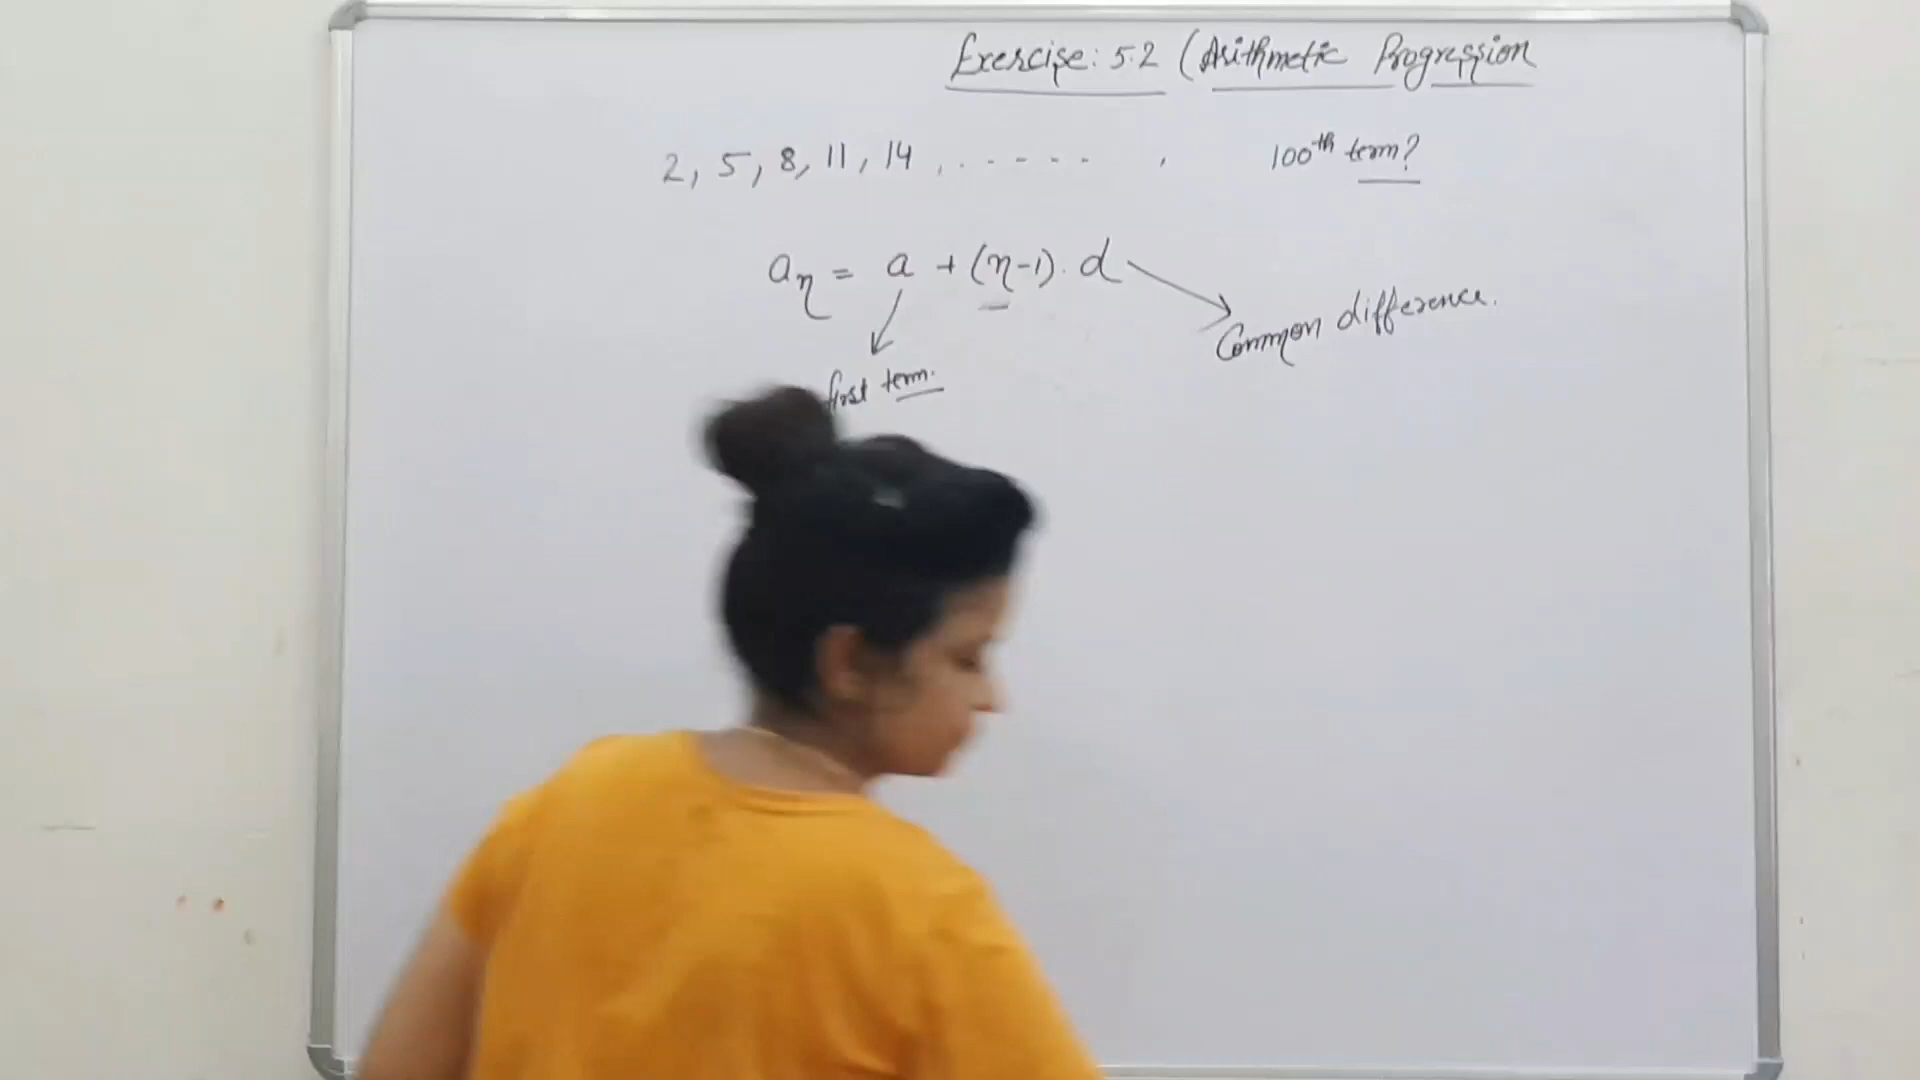 Exercise: 5.2 (Arithmetic Progression
2, 5, 8, 11, 14, . - - - - , 100th term?
an = a + (n-1). d
Common difference.
first term.